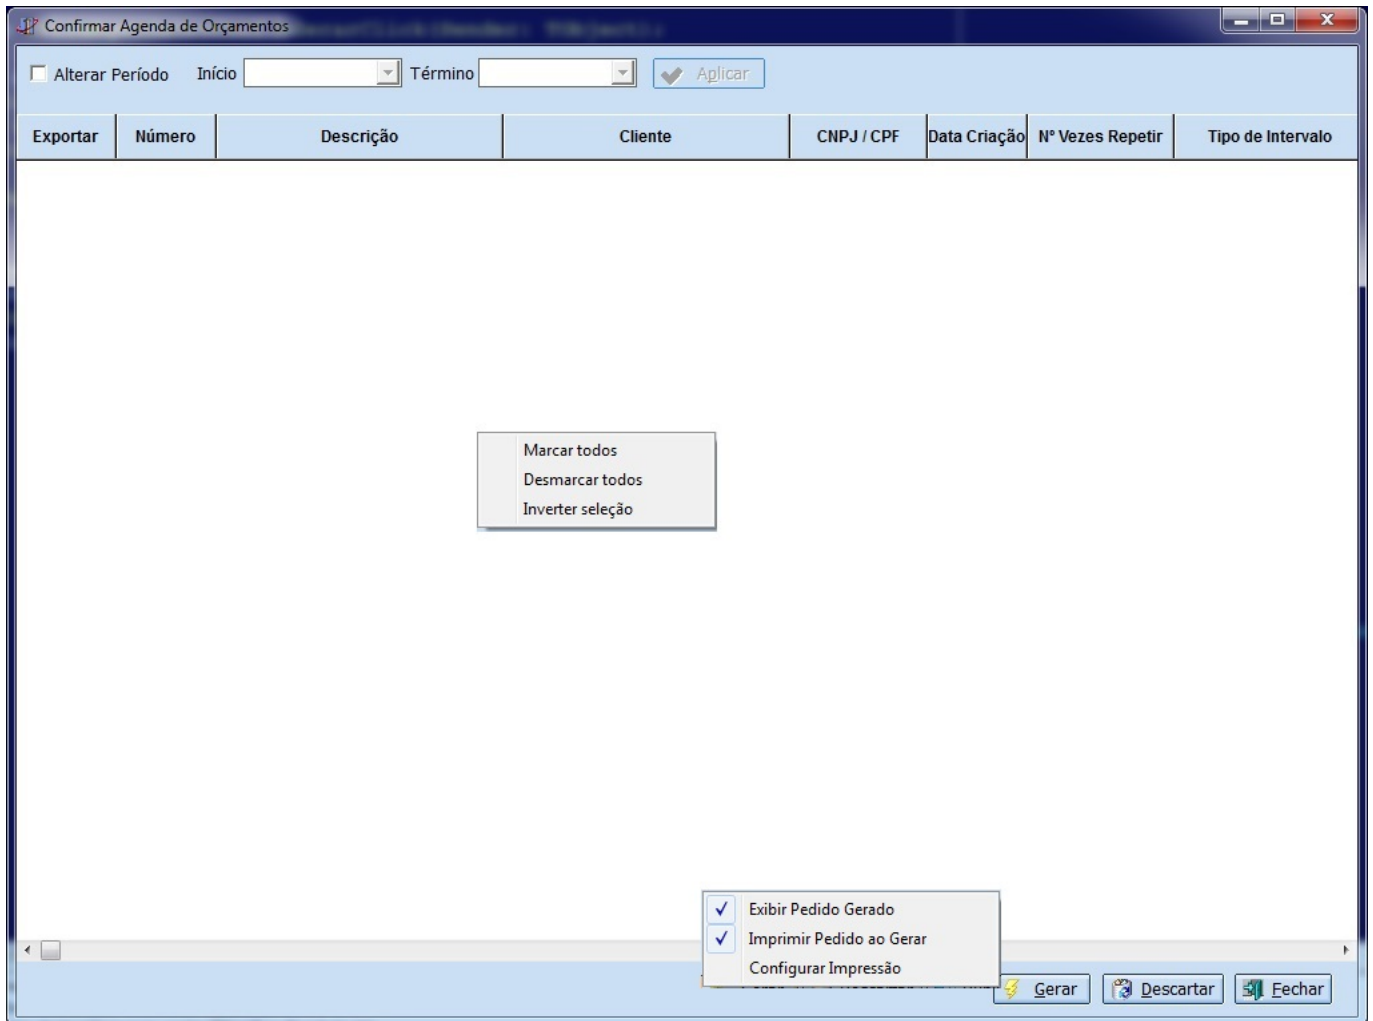 Confirmar Agenda de Orçamentos
Alterar Período Início Término Aplicar
Exportar Número Descrição Cliente CNPJ / CPF Data Criação Nº Vezes Repetir Tipo de Intervalo
Marcar todos
Desmarcar todos
Inverter seleção
Exibir Pedido Gerado
Imprimir Pedido ao Gerar
Configurar Impressão
Gerar Descartar Fechar